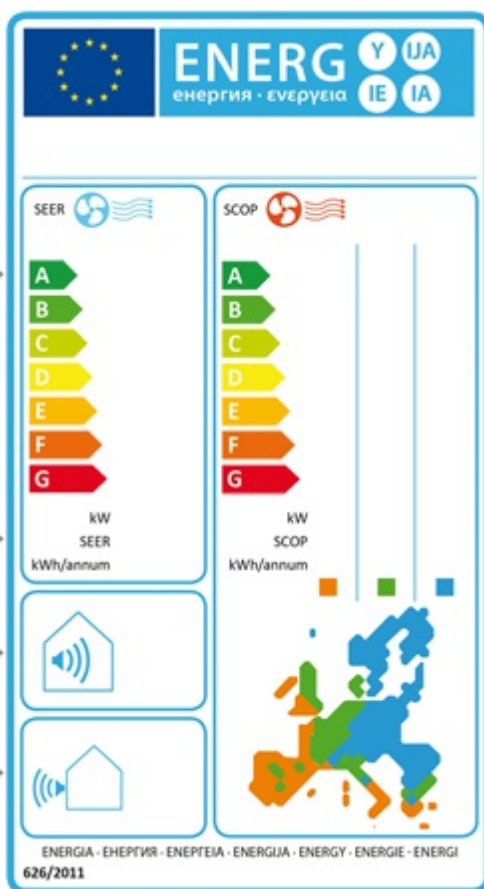 ENERG Y IJA
енергия · ενεργεια IE IA
SEER
SCOP
A
B
C
D
E
F
G
kW
SEER
kWh/annum
A
B
C
D
E
F
G
kW
SCOP
kWh/annum
ENERGIA · ЕНЕРГИЯ · ΕΝΕΡΓΕΙΑ · ENERGIJA · ENERGY · ENERGIE · ENERGI
626/2011